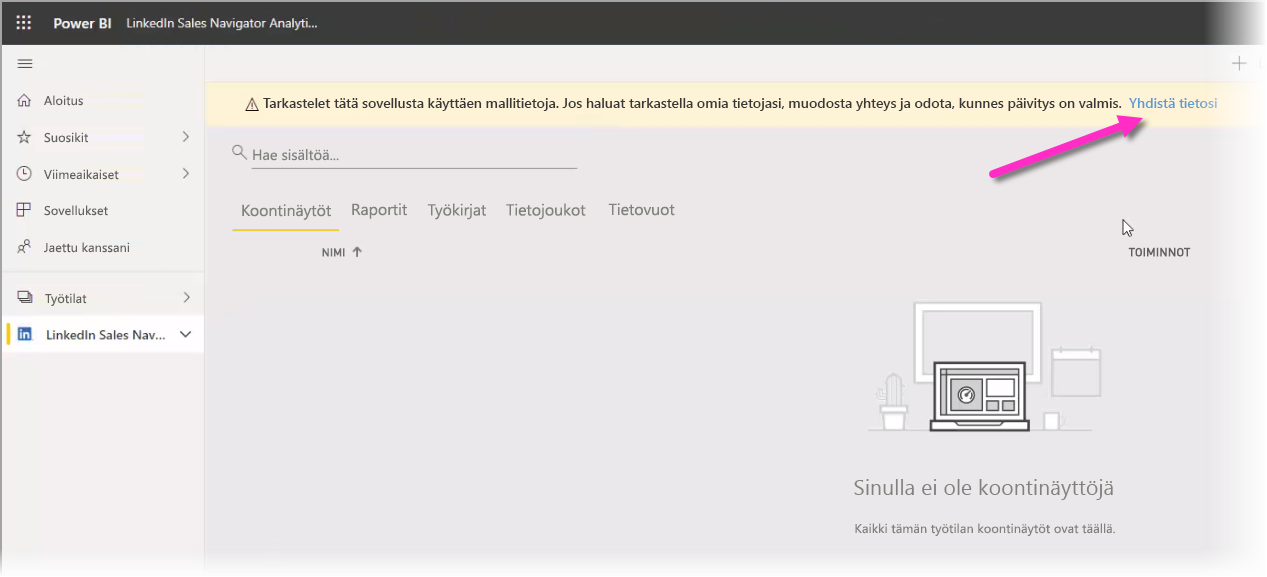 Power BI LinkedIn Sales Navigator Analyti...
Aloitus
Suosikit
Viimeaikaiset
Sovellukset
Jaettu kanssani
Työtilat
in LinkedIn Sales Nav...
Tarkastelet tätä sovellusta käyttäen mallitietoja. Jos haluat tarkastella omia tietojasi, muodosta yhteys ja odota, kunnes päivitys on valmis. Yhdistä tietosi
Hae sisältöä...
Koontinäytöt Raportit Työkirjat Tietojoukot Tietovuot
NIMI TOIMINNOT
Sinulla ei ole koontinäyttöjä
Kaikki tämän työtilan koontinäytöt ovat täällä.